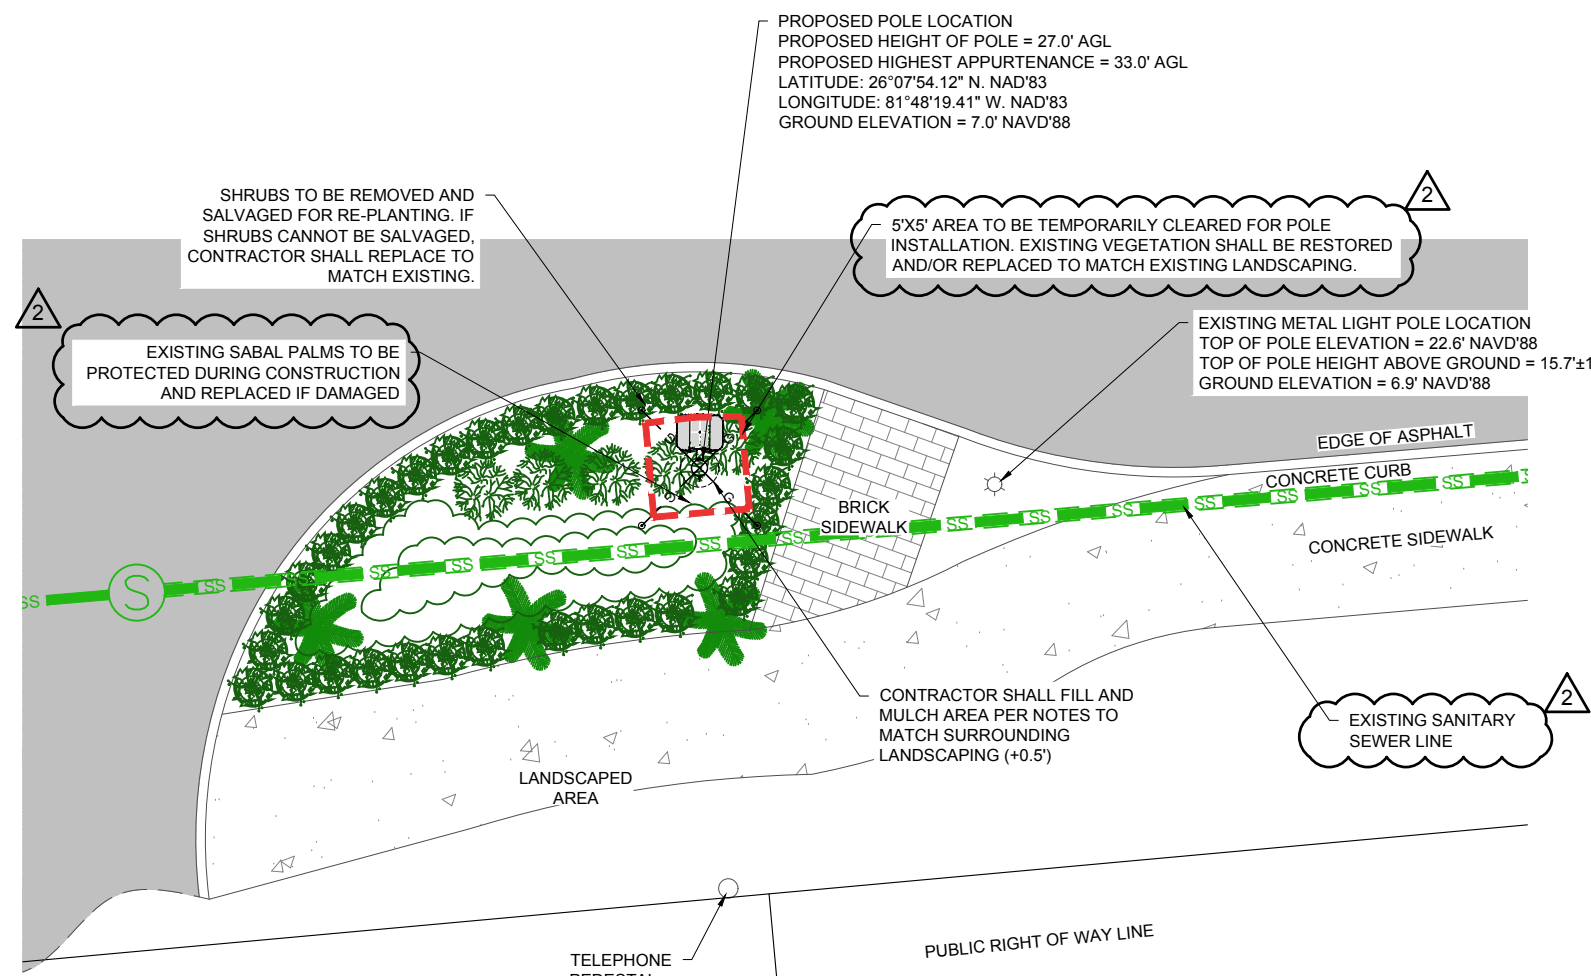 PROPOSED POLE LOCATION
PROPOSED HEIGHT OF POLE = 27.0' AGL
PROPOSED HIGHEST APPURTENANCE = 33.0' AGL
LATITUDE: 26°07'54.12" N. NAD'83
LONGITUDE: 81°48'19.41" W. NAD'83
GROUND ELEVATION = 7.0' NAVD'88
SHRUBS TO BE REMOVED AND
SALVAGED FOR RE-PLANTING. IF
SHRUBS CANNOT BE SALVAGED,
CONTRACTOR SHALL REPLACE TO
MATCH EXISTING.
2
5'X5' AREA TO BE TEMPORARILY CLEARED FOR POLE
INSTALLATION. EXISTING VEGETATION SHALL BE RESTORED
AND/OR REPLACED TO MATCH EXISTING LANDSCAPING.
2
EXISTING SABAL PALMS TO BE
PROTECTED DURING CONSTRUCTION
AND REPLACED IF DAMAGED
EXISTING METAL LIGHT POLE LOCATION
TOP OF POLE ELEVATION = 22.6' NAVD'88
TOP OF POLE HEIGHT ABOVE GROUND = 15.7'±1
GROUND ELEVATION = 6.9' NAVD'88
EDGE OF ASPHALT
CONCRETE CURB
BRICK
SIDEWALK
CONCRETE SIDEWALK
SS
S
SS
SS
SS
SS
SS
SS
SS
SS
SS
SS
SS
SS
SS
SS
CONTRACTOR SHALL FILL AND
MULCH AREA PER NOTES TO
MATCH SURROUNDING
LANDSCAPING (+0.5')
2
EXISTING SANITARY
SEWER LINE
LANDSCAPED
AREA
TELEPHONE
PEDESTAL
PUBLIC RIGHT OF WAY LINE